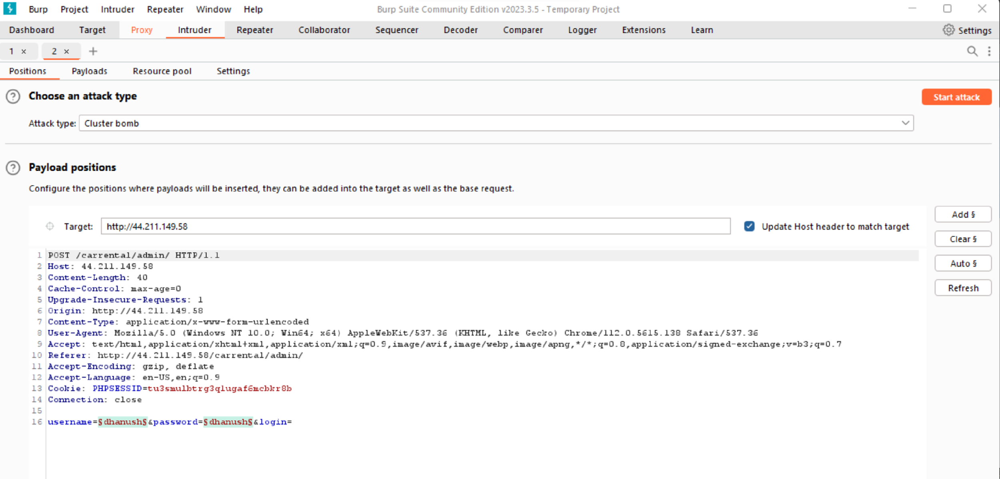 Burp Project Intruder Repeater Window Help Burp Suite Community Edition v2023.3.5 - Temporary Project
Dashboard Target Proxy Intruder Repeater Collaborator Sequencer Decoder Comparer Logger Extensions Learn Settings
1 × 2 × +
Positions Payloads Resource pool Settings
? Choose an attack type Start attack
Attack type: Cluster bomb
? Payload positions
Configure the positions where payloads will be inserted, they can be added into the target as well as the base request.
Add §
Target: http://44.211.149.58 Update Host header to match target
Clear §
Auto §
Refresh
1 POST /carrental/admin/ HTTP/1.1
2 Host: 44.211.149.58
3 Content-Length: 40
4 Cache-Control: max-age=0
5 Upgrade-Insecure-Requests: 1
6 Origin: http://44.211.149.58
7 Content-Type: application/x-www-form-urlencoded
8 User-Agent: Mozilla/5.0 (Windows NT 10.0; Win64; x64) AppleWebKit/537.36 (KHTML, like Gecko) Chrome/112.0.5615.138 Safari/537.36
9 Accept: text/html,application/xhtml+xml,application/xml;q=0.9,image/avif,image/webp,image/apng,*/*;q=0.8,application/signed-exchange;v=b3;q=0.7
10 Referer: http://44.211.149.58/carrental/admin/
11 Accept-Encoding: gzip, deflate
12 Accept-Language: en-US,en;q=0.9
13 Cookie: PHPSESSID=tu3smulbtrg3qlugaf6mcbkr8b
14 Connection: close
15
16 username=§dhanush§&password=§dhanush§&login=